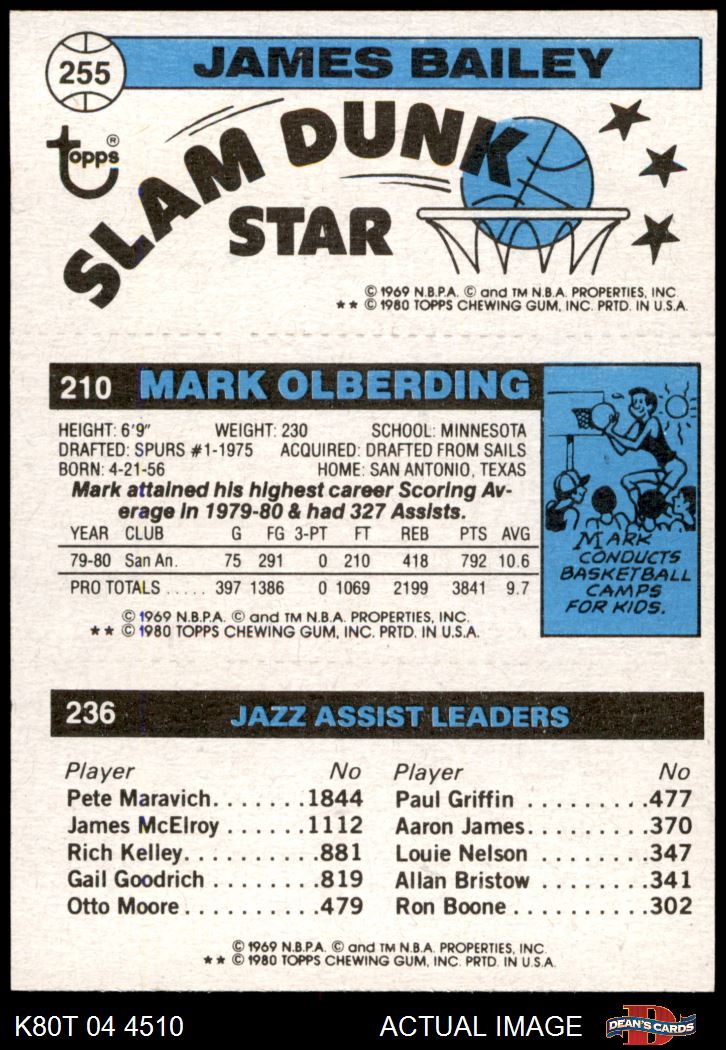 255 JAMES BAILEY
topps®
SLAM DUNK
STAR
© 1969 N.B.P.A. © and TM N.B.A. PROPERTIES, INC.
** © 1980 TOPPS CHEWING GUM, INC. PRTD. IN U.S.A.
210 MARK OLBERDING
HEIGHT: 6'9" WEIGHT: 230 SCHOOL: MINNESOTA
DRAFTED: SPURS #1-1975 ACQUIRED: DRAFTED FROM SAILS
BORN: 4-21-56 HOME: SAN ANTONIO, TEXAS
Mark attained his highest career Scoring Av-
erage in 1979-80 & had 327 Assists.
YEAR CLUB G FG 3-PT FT REB PTS AVG
79-80 San An. 75 291 0 210 418 792 10.6
PRO TOTALS ..... 397 1386 0 1069 2199 3841 9.7
MARK
CONDUCTS
BASKETBALL
CAMPS
FOR KIDS.
© 1969 N.B.P.A. © and TM N.B.A. PROPERTIES, INC.
** © 1980 TOPPS CHEWING GUM, INC. PRTD. IN U.S.A.
236 JAZZ ASSIST LEADERS
Player No Player No
Pete Maravich.......1844 Paul Griffin .........477
James McElroy ......1112 Aaron James.........370
Rich Kelley..........881 Louie Nelson ........347
Gail Goodrich ........819 Allan Bristow ........341
Otto Moore..........479 Ron Boone ..........302
© 1969 N.B.P.A. © and TM N.B.A. PROPERTIES, INC.
** © 1980 TOPPS CHEWING GUM, INC. PRTD. IN U.S.A.
K80T 04 4510 ACTUAL IMAGE D DEAN'S CARDS